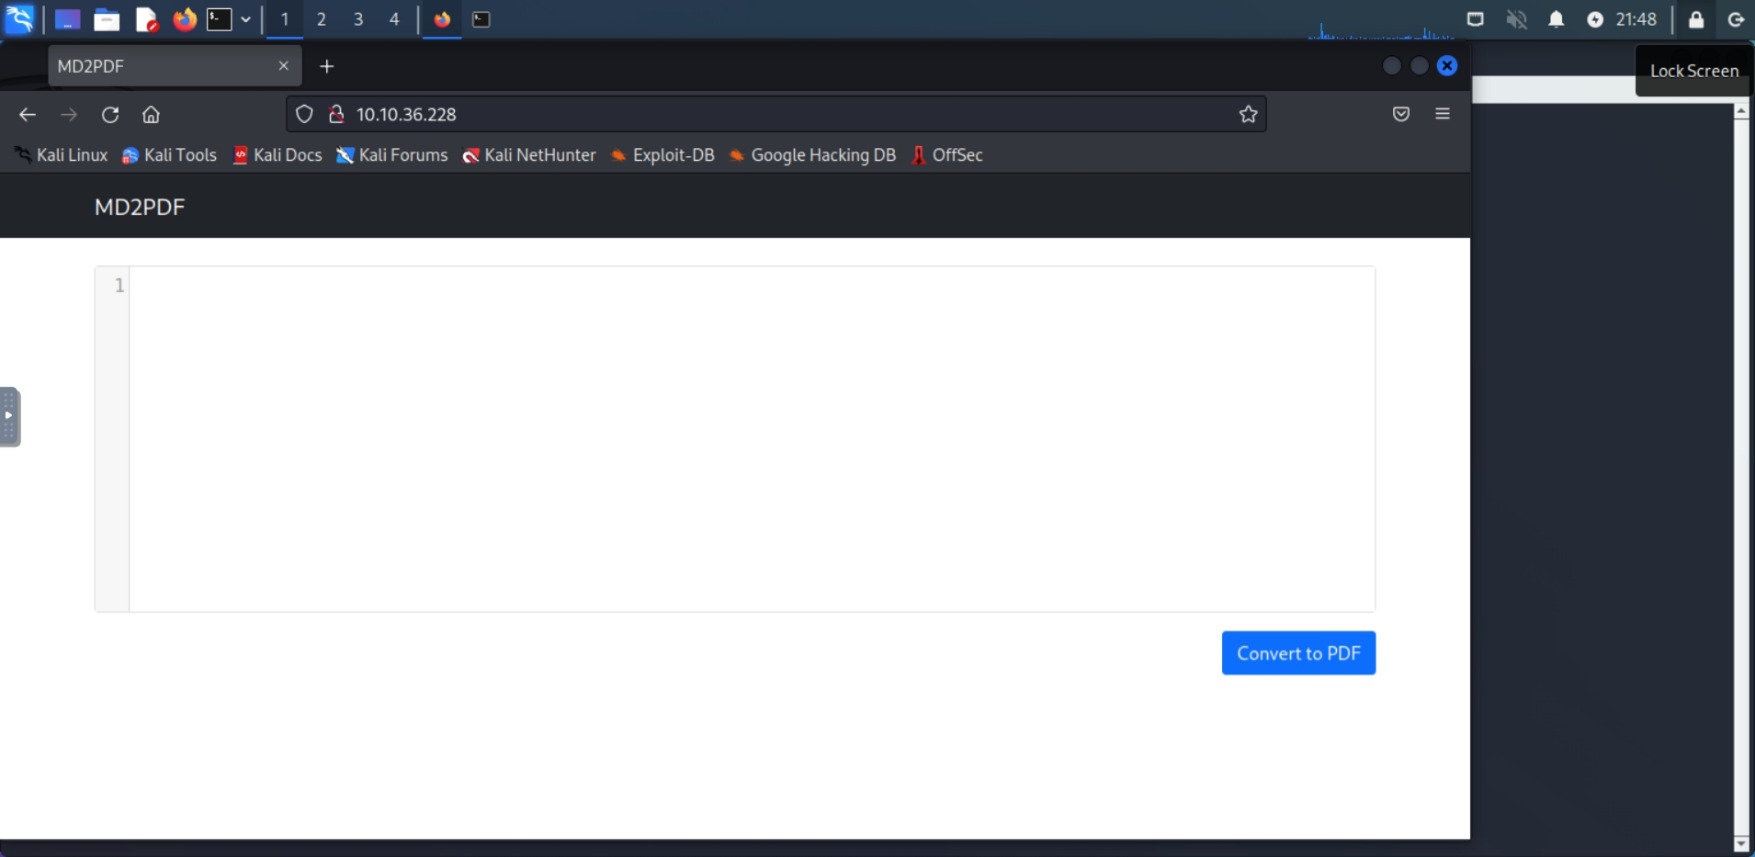 1 2 3 4 21:48
MD2PDF
Lock Screen
10.10.36.228
Kali Linux Kali Tools Kali Docs Kali Forums Kali NetHunter Exploit-DB Google Hacking DB OffSec
MD2PDF
1
Convert to PDF